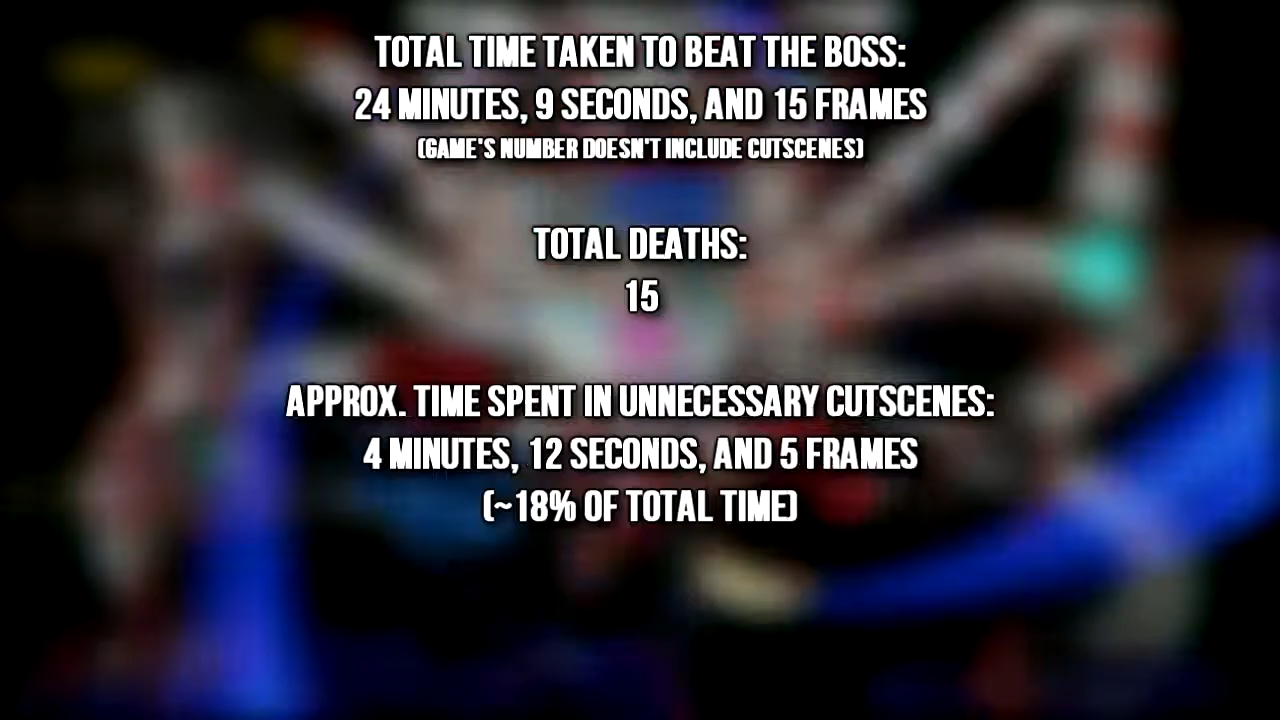 TOTAL TIME TAKEN TO BEAT THE BOSS:
24 MINUTES, 9 SECONDS, AND 15 FRAMES
(GAME'S NUMBER DOESN'T INCLUDE CUTSCENES)
TOTAL DEATHS:
15
APPROX. TIME SPENT IN UNNECESSARY CUTSCENES:
4 MINUTES, 12 SECONDS, AND 5 FRAMES
(~18% OF TOTAL TIME)